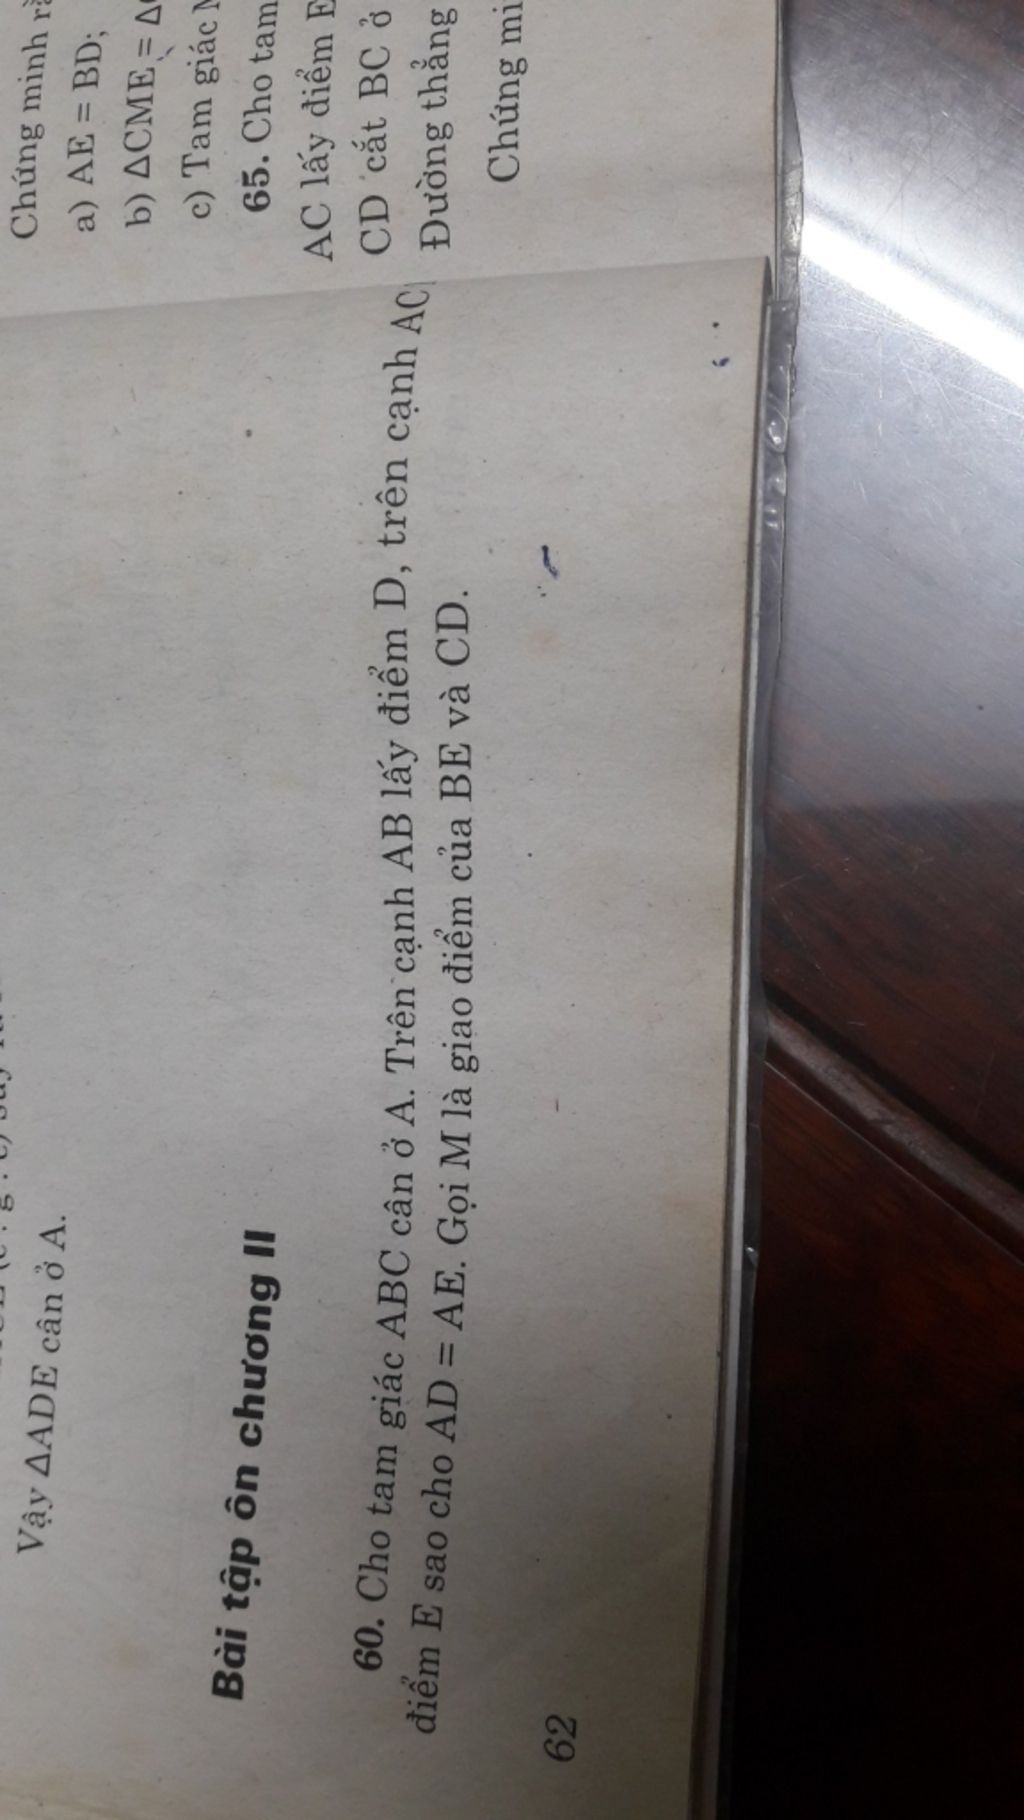 Vậy ΔADE cân ở A.
Bài tập ôn chương II
60. Cho tam giác ABC cân ở A. Trên cạnh AB lấy điểm D, trên cạnh AC
điểm E sao cho AD = AE. Gọi M là giao điểm của BE và CD.
62
Chứng minh
a) AE = BD;
b) ΔCME =
c) Tam giác
65. Cho tam
AC lấy điểm E
CD cắt BC ở
Đường thẳng
Chứng